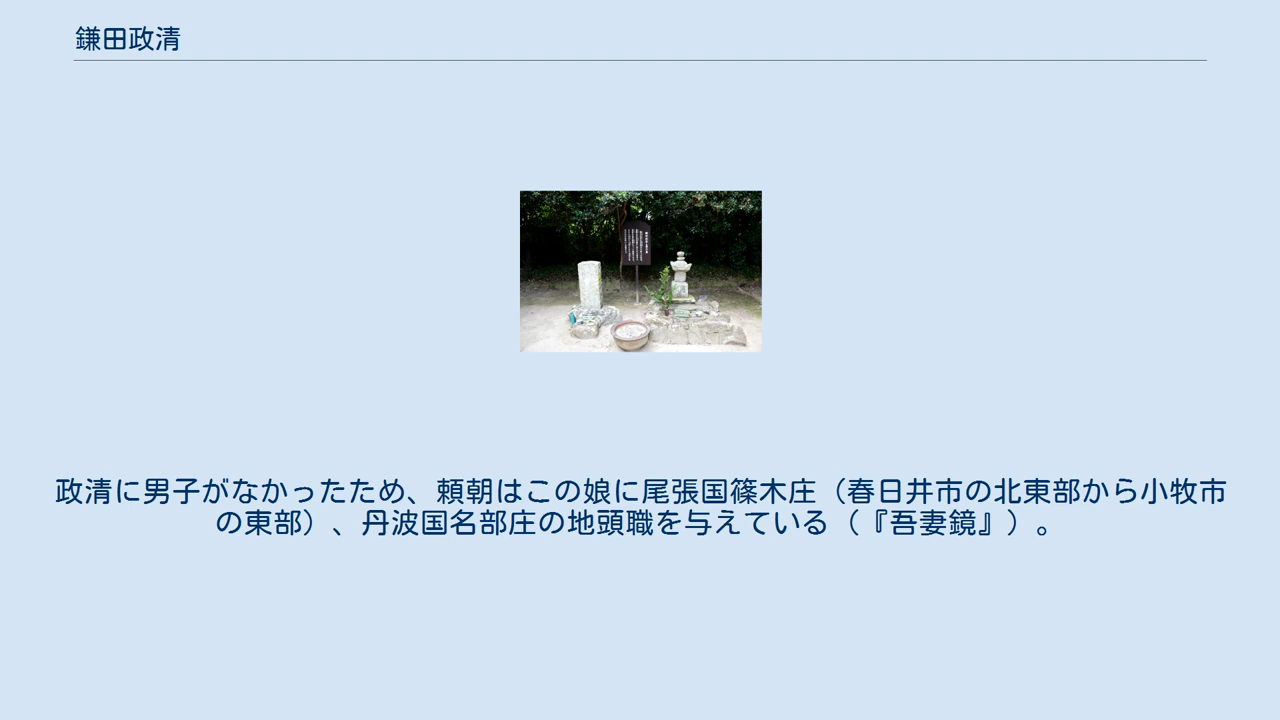 鎌田政清
政清に男子がなかったため、頼朝はこの娘に尾張国篠木庄（春日井市の北東部から小牧市
の東部）、丹波国名部庄の地頭職を与えている（『吾妻鏡』）。